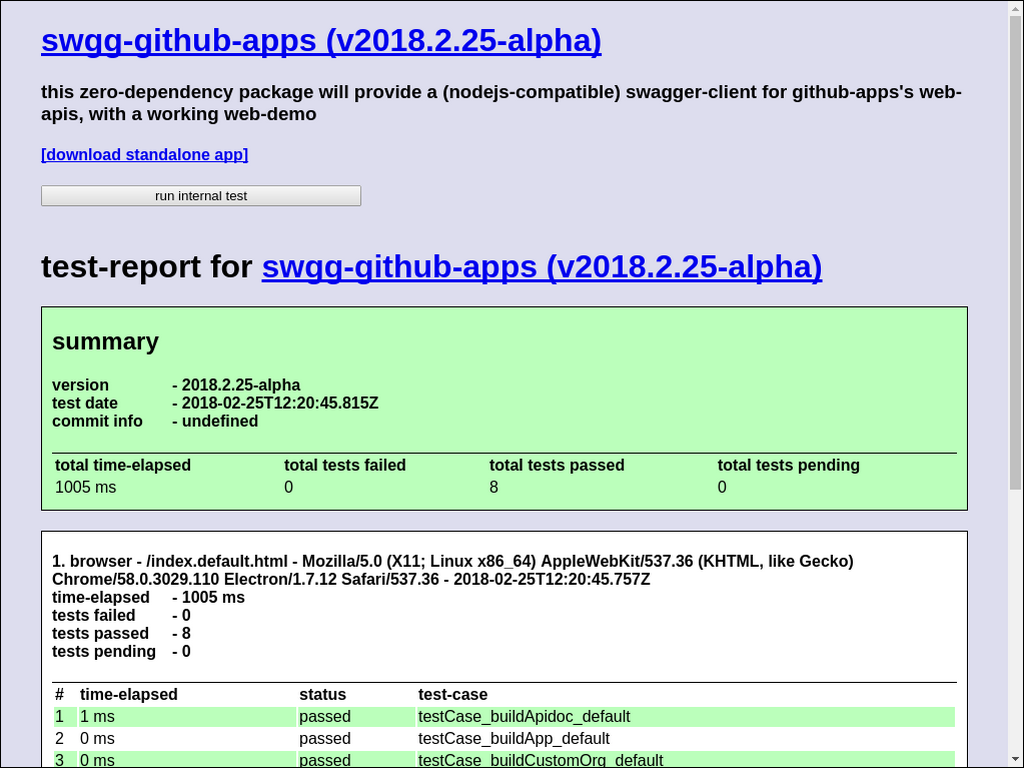 swgg-github-apps (v2018.2.25-alpha)
this zero-dependency package will provide a (nodejs-compatible) swagger-client for github-apps's web-
apis, with a working web-demo
[download standalone app]
run internal test
test-report for swgg-github-apps (v2018.2.25-alpha)
summary
version - 2018.2.25-alpha
test date - 2018-02-25T12:20:45.815Z
commit info - undefined
total time-elapsed total tests failed total tests passed total tests pending
1005 ms 0 8 0
1. browser - /index.default.html - Mozilla/5.0 (X11; Linux x86_64) AppleWebKit/537.36 (KHTML, like Gecko)
Chrome/58.0.3029.110 Electron/1.7.12 Safari/537.36 - 2018-02-25T12:20:45.757Z
time-elapsed - 1005 ms
tests failed - 0
tests passed - 8
tests pending - 0
# time-elapsed status test-case
1 1 ms passed testCase_buildApidoc_default
2 0 ms passed testCase_buildApp_default
3 0 ms passed testCase_buildCustomOrg_default